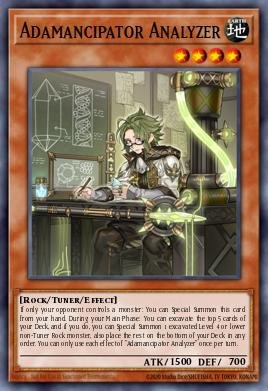 ADAMANCIPATOR ANALYZER
EARTH
地
[ROCK/TUNER/EFFECT]
If only your opponent controls a monster: You can Special Summon this card
from your hand. During your Main Phase: You can excavate the top 5 cards
of your Deck, and if you do, you can Special Summon 1 excavated Level 4 or lower
non-Tuner Rock monster, also place the rest on the bottom of your Deck in any
order. You can only use each effect of "Adamancipator Analyzer" once per turn.
ATK/1500 DEF/ 700
©2020 Studio Dice/SHUEISHA, TV TOKYO, KONAMI